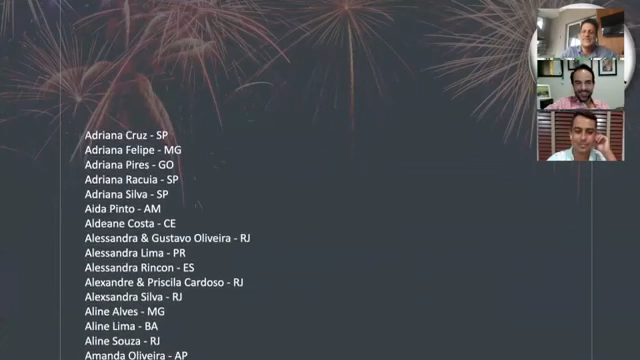 Adriana Cruz - SP
Adriana Felipe - MG
Adriana Pires - GO
Adriana Racuia - SP
Adriana Silva - SP
Aida Pinto - AM
Aldeane Costa - CE
Alessandra & Gustavo Oliveira - RJ
Alessandra Lima - PR
Alessandra Rincon - ES
Alexandre & Priscila Cardoso - RJ
Alexsandra Silva - RJ
Aline Alves - MG
Aline Lima - BA
Aline Souza - RJ
Amanda Oliveira - AP